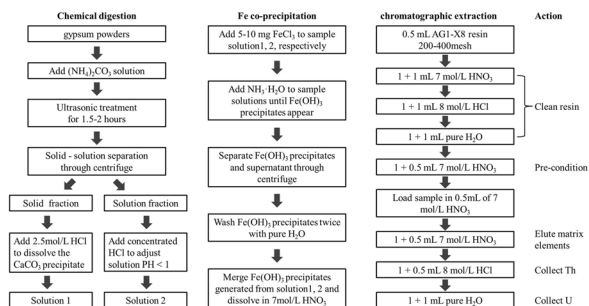 Chemical digestion
gypsum powders
Add (NH₄)₂CO₃ solution
Ultrasonic treatment
for 1.5-2 hours
Solid - solution separation
through centrifuge
Solid fraction
Solution fraction
Add 2.5mol/L HCl
to dissolve the
CaCO₃ precipitate
Add concentrated
HCl to adjust
solution PH < 1
Solution 1
Solution 2
Fe co-precipitation
Add 5-10 mg FeCl₃ to sample
solution1, 2, respectively
Add NH₃·H₂O to sample
solutions until Fe(OH)₃
precipitates appear
Separate Fe(OH)₃ precipitates
and supernatant through
centrifuge
Wash Fe(OH)₃ precipitates twice
with pure H₂O
Merge Fe(OH)₃ precipitates
generated from solution1, 2 and
dissolve in 7mol/L HNO₃
chromatographic extraction
0.5 mL AG1-X8 resin
200-400mesh
1 + 1 mL 7 mol/L HNO₃
1 + 1 mL 8 mol/L HCl
1 + 1 mL pure H₂O
1 + 0.5 mL 7 mol/L HNO₃
Load sample in 0.5mL of 7
mol/L HNO₃
1 + 0.5 mL 7 mol/L HNO₃
1 + 0.5 mL 8 mol/L HCl
1 + 1 mL pure H₂O
Action
Clean resin
Pre-condition
Elute matrix
elements
Collect Th
Collect U